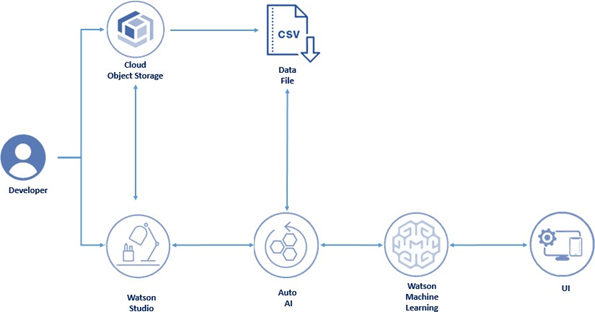 CSV
Cloud
Object Storage
Data
File
Developer
Watson
Studio
Auto
AI
Watson
Machine
Learning
UI